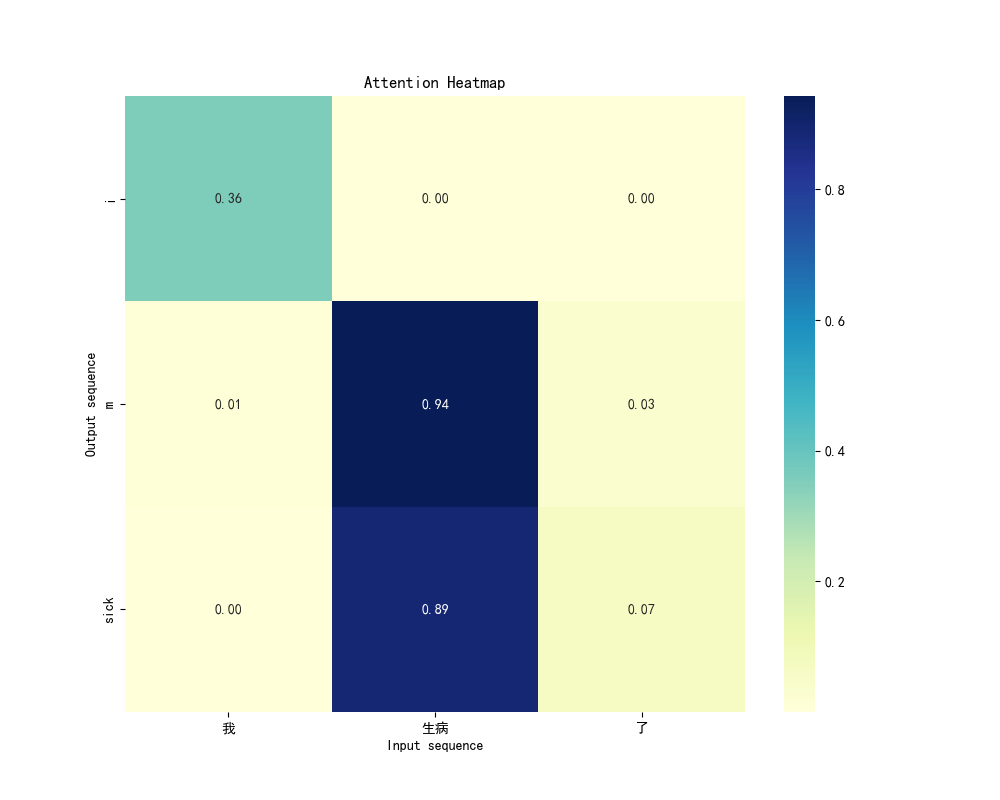 Attention Heatmap
i
0.36
0.00
0.00
0.8
0.6
Output sequence
m
0.01
0.94
0.03
0.4
0.2
sick
0.00
0.89
0.07
我
生病
了
Input sequence